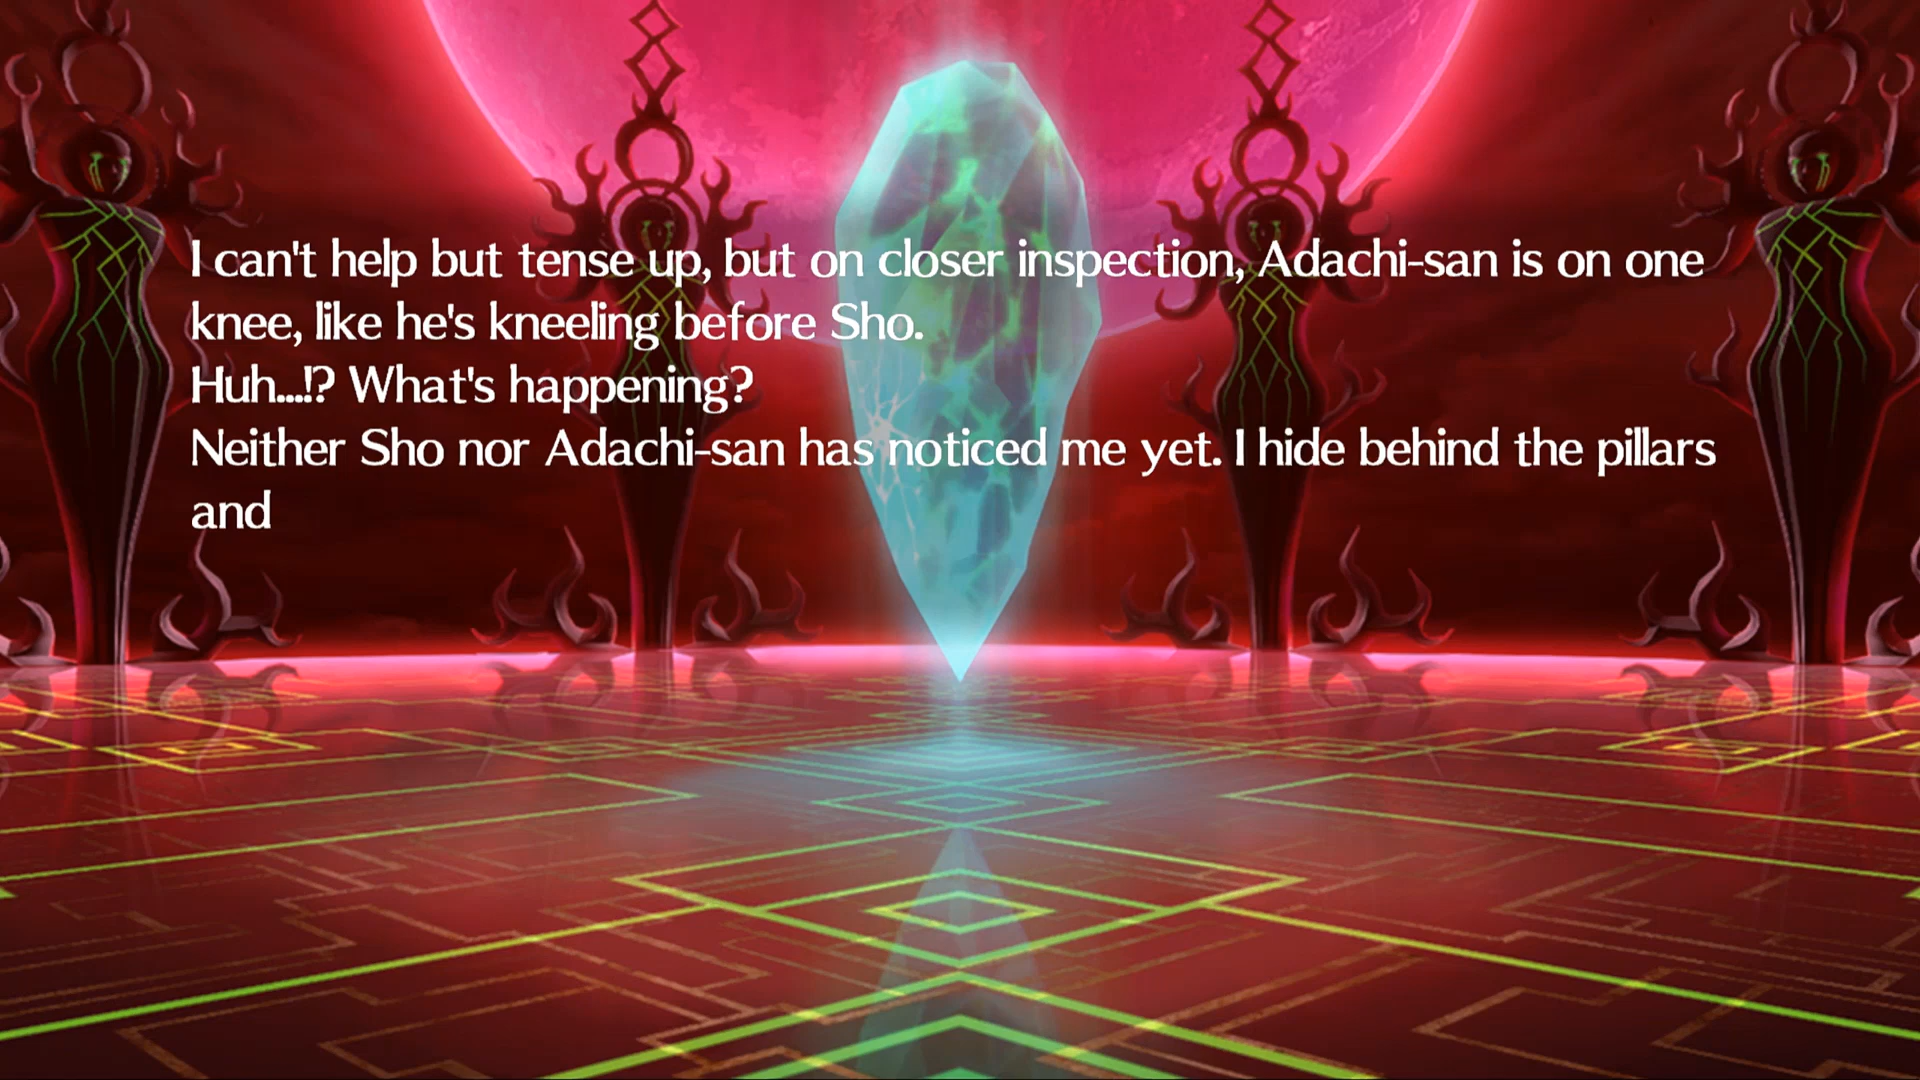 I can't help but tense up, but on closer inspection, Adachi-san is on one
knee, like he's kneeling before Sho.
Huh...!? What's happening?
Neither Sho nor Adachi-san has noticed me yet. I hide behind the pillars
and